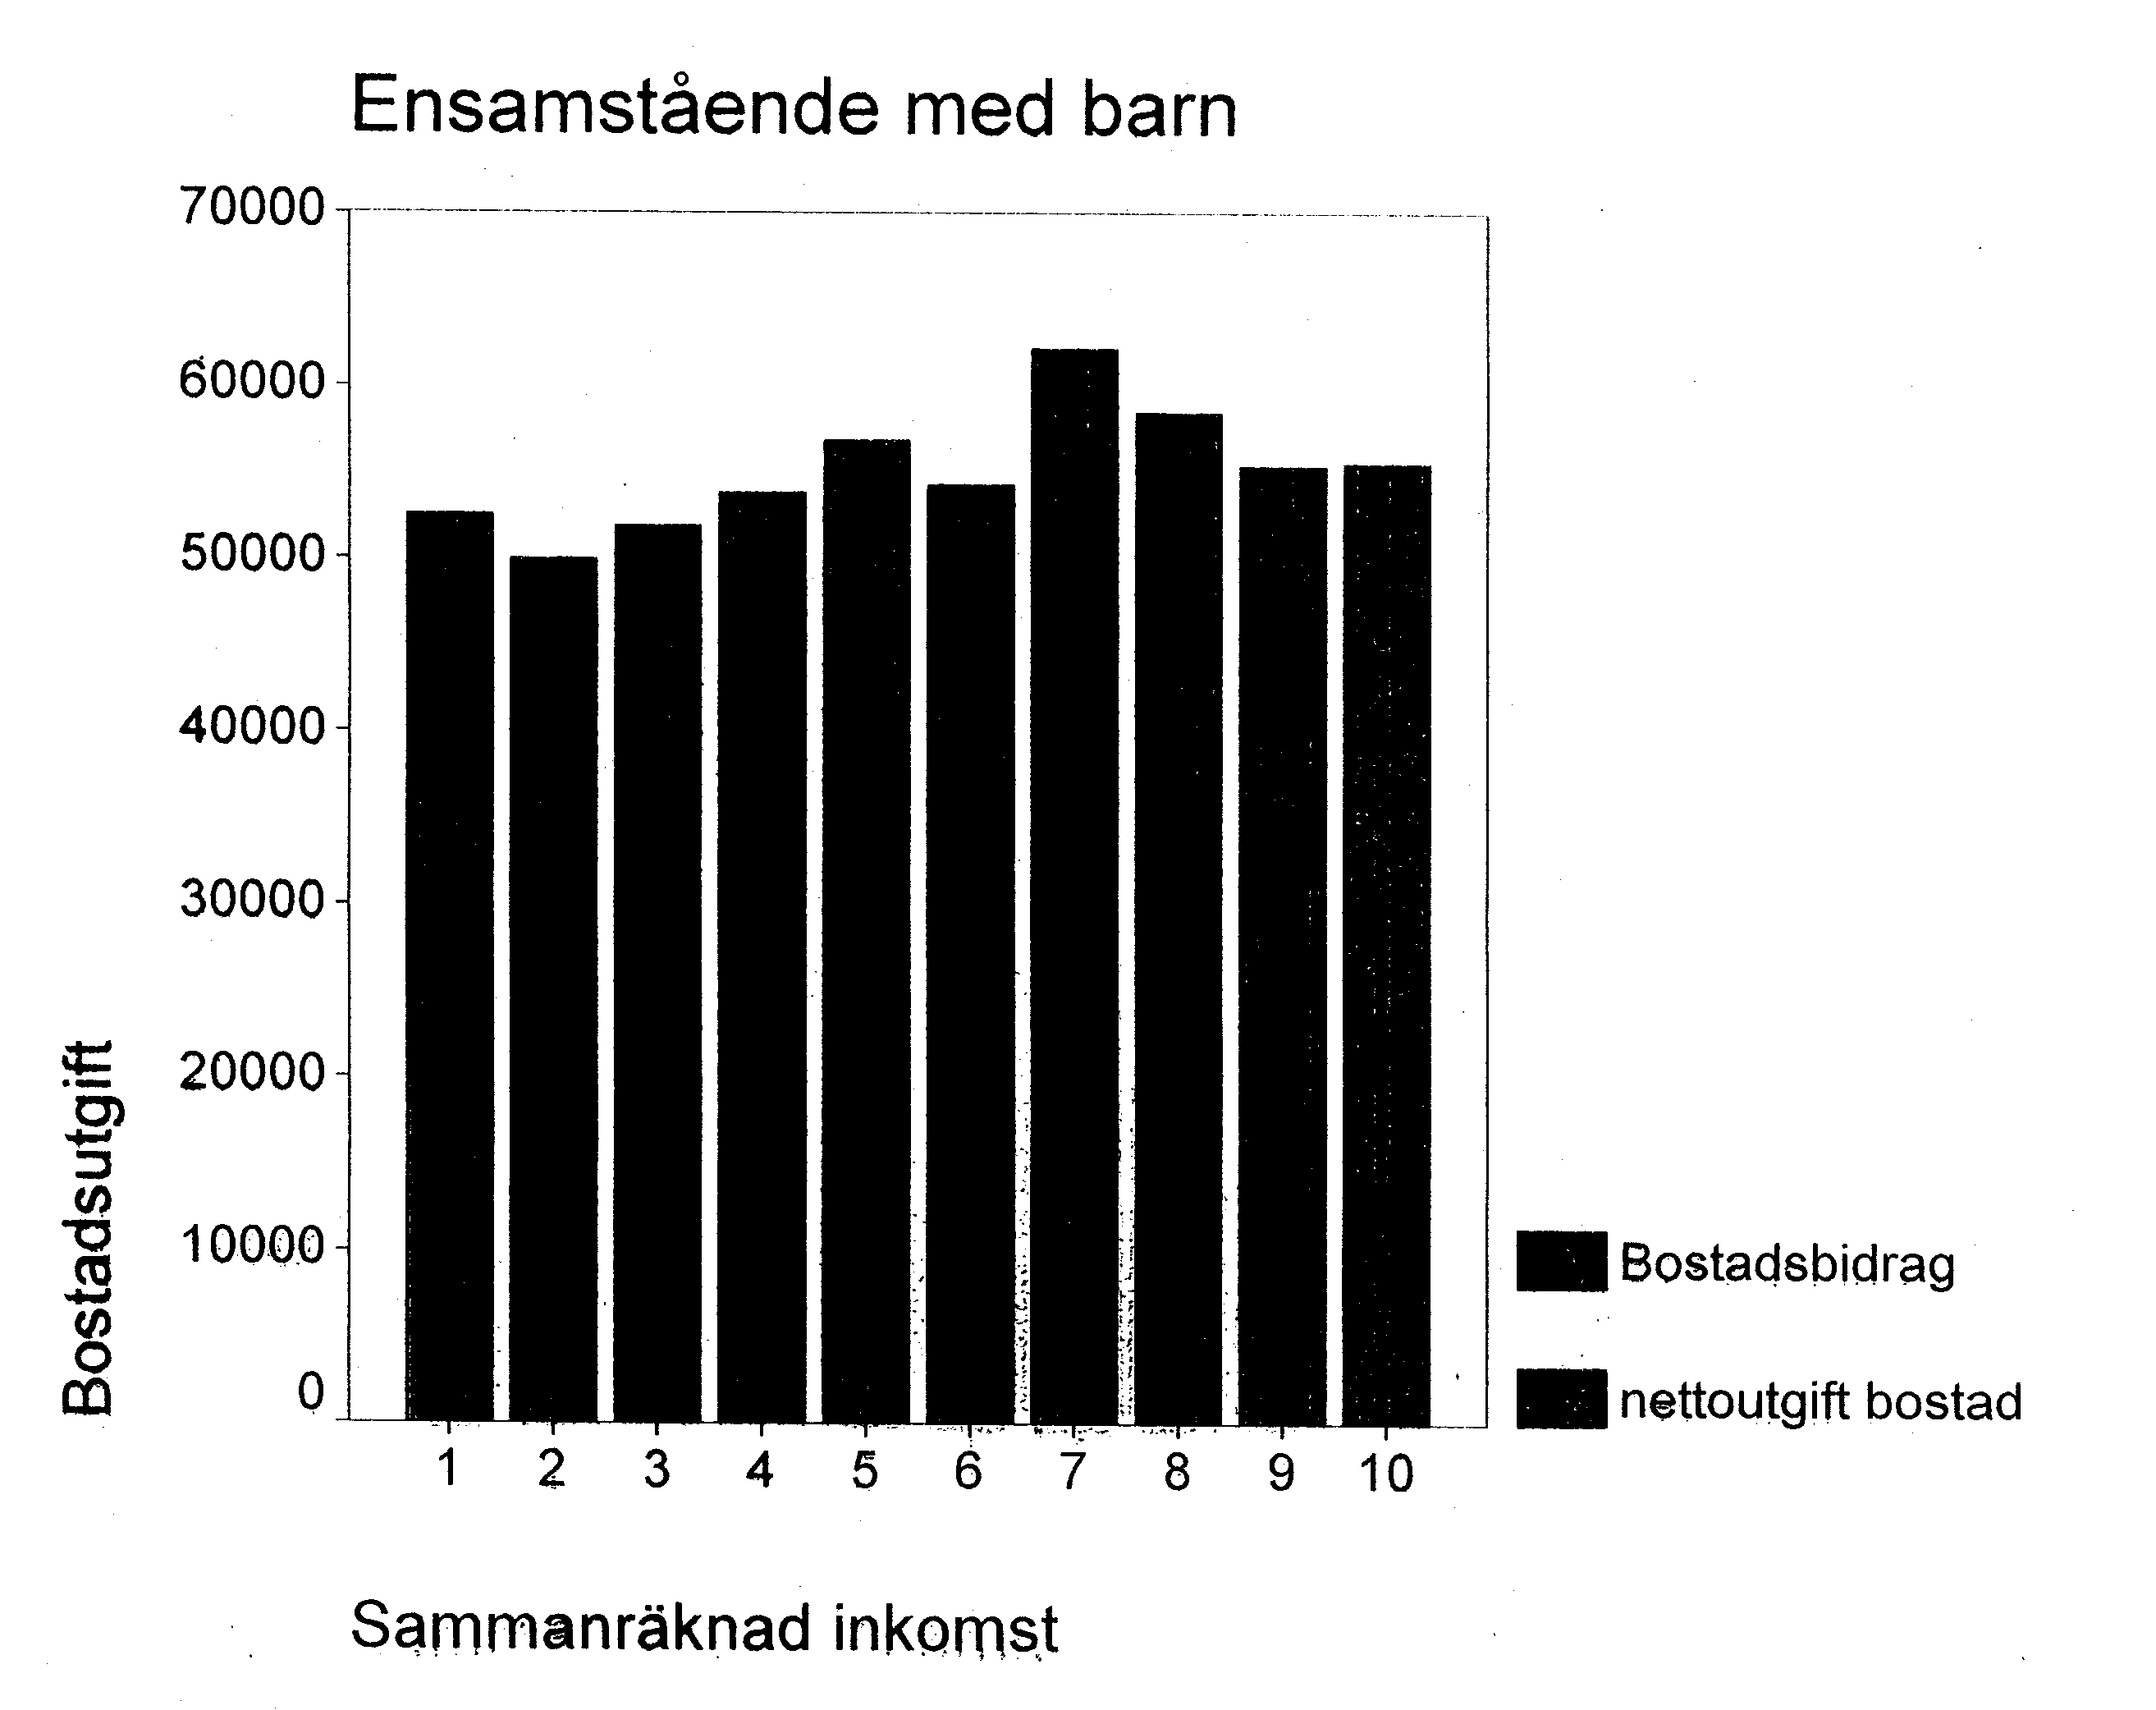 Ensamstående med barn
70000
60000
50000
40000
30000
20000
10000
0
Bostadsutgift
1 2 3 4 5 6 7 8 9 10
Sammanräknad inkomst
Bostadsbidrag
nettoutgift bostad